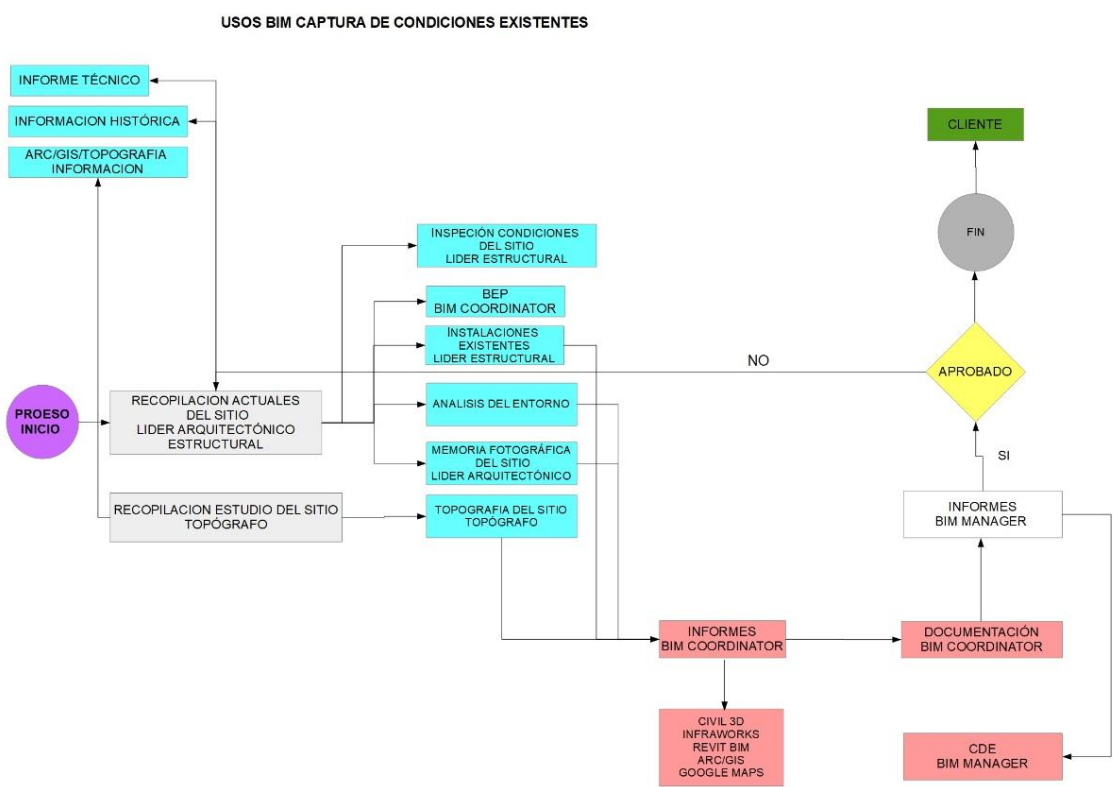 USOS BIM CAPTURA DE CONDICIONES EXISTENTES
INFORME TÉCNICO
INFORMACION HISTÓRICA
ARC/GIS/TOPOGRAFIA
INFORMACION
CLIENTE
FIN
INSPECIÓN CONDICIONES
DEL SITIO
LIDER ESTRUCTURAL
BEP
BIM COORDINATOR
INSTALACIONES
EXISTENTES
LIDER ESTRUCTURAL
NO
APROBADO
PROESO
INICIO
RECOPILACION ACTUALES
DEL SITIO
LIDER ARQUITECTÓNICO
ESTRUCTURAL
ANALISIS DEL ENTORNO
MEMORIA FOTOGRÁFICA
DEL SITIO
LIDER ARQUITECTÓNICO
SI
RECOPILACION ESTUDIO DEL SITIO
TOPÓGRAFO
TOPOGRAFIA DEL SITIO
TOPÓGRAFO
INFORMES
BIM MANAGER
INFORMES
BIM COORDINATOR
DOCUMENTACIÓN
BIM COORDINATOR
CIVIL 3D
INFRAWORKS
REVIT BIM
ARC/GIS
GOOGLE MAPS
CDE
BIM MANAGER